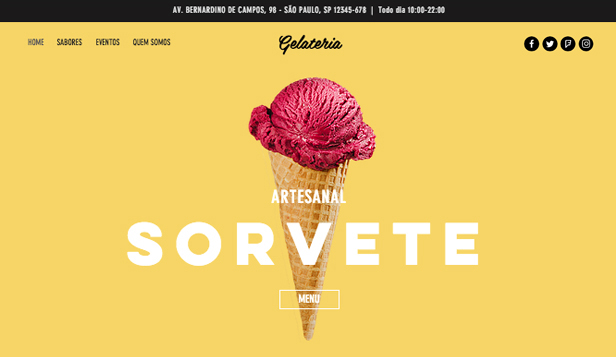 AV. BERNARDINO DE CAMPOS, 98 - SÃO PAULO, SP 12345-678 | Todo dia 10:00-22:00
HOME SABORES EVENTOS QUEM SOMOS
Gelateria
ARTESANAL
SORVETE
MENU